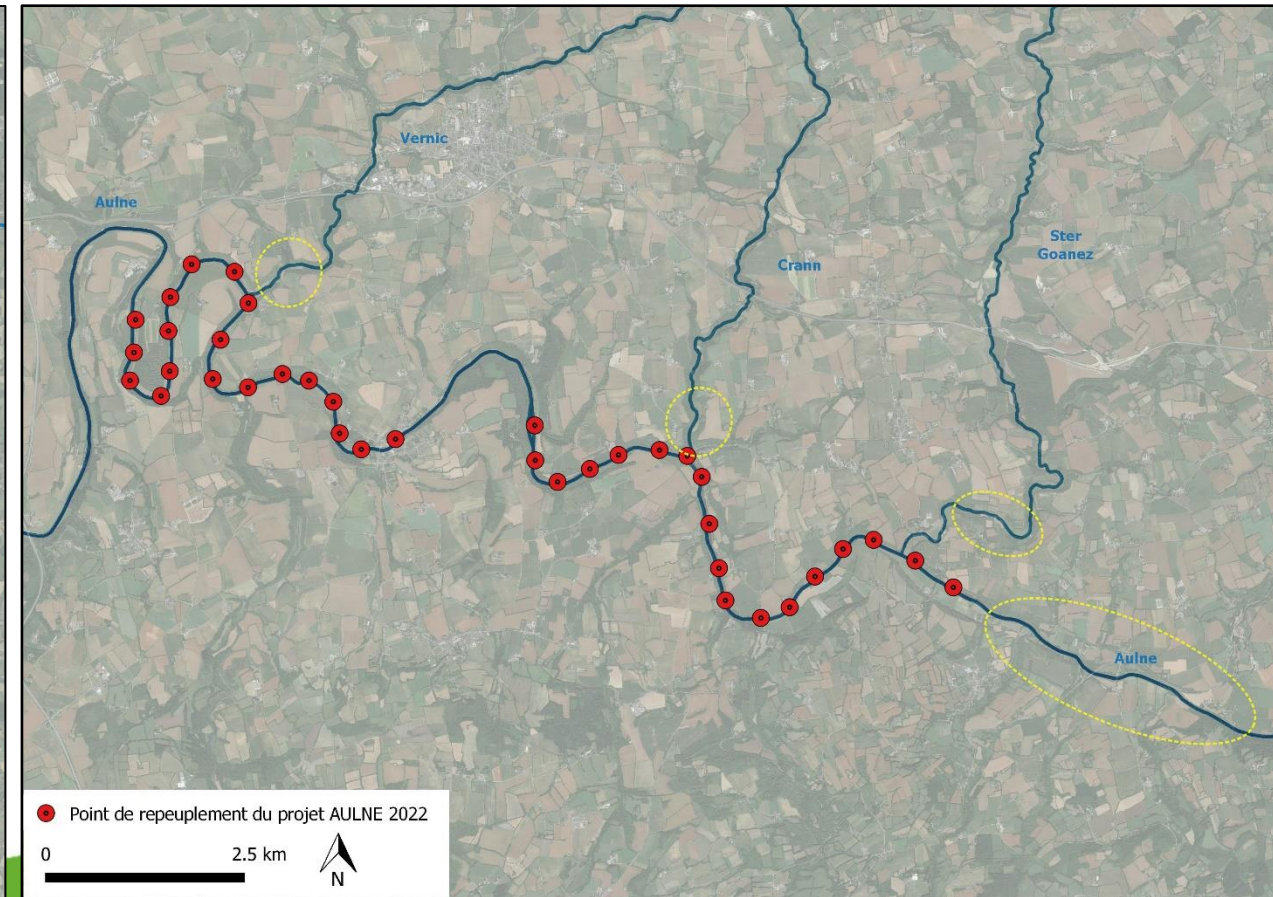 Vernic
Aulne
Ster
Goanez
Crann
Aulne
Point de repeuplement du projet AULNE 2022
0 2.5 km
N